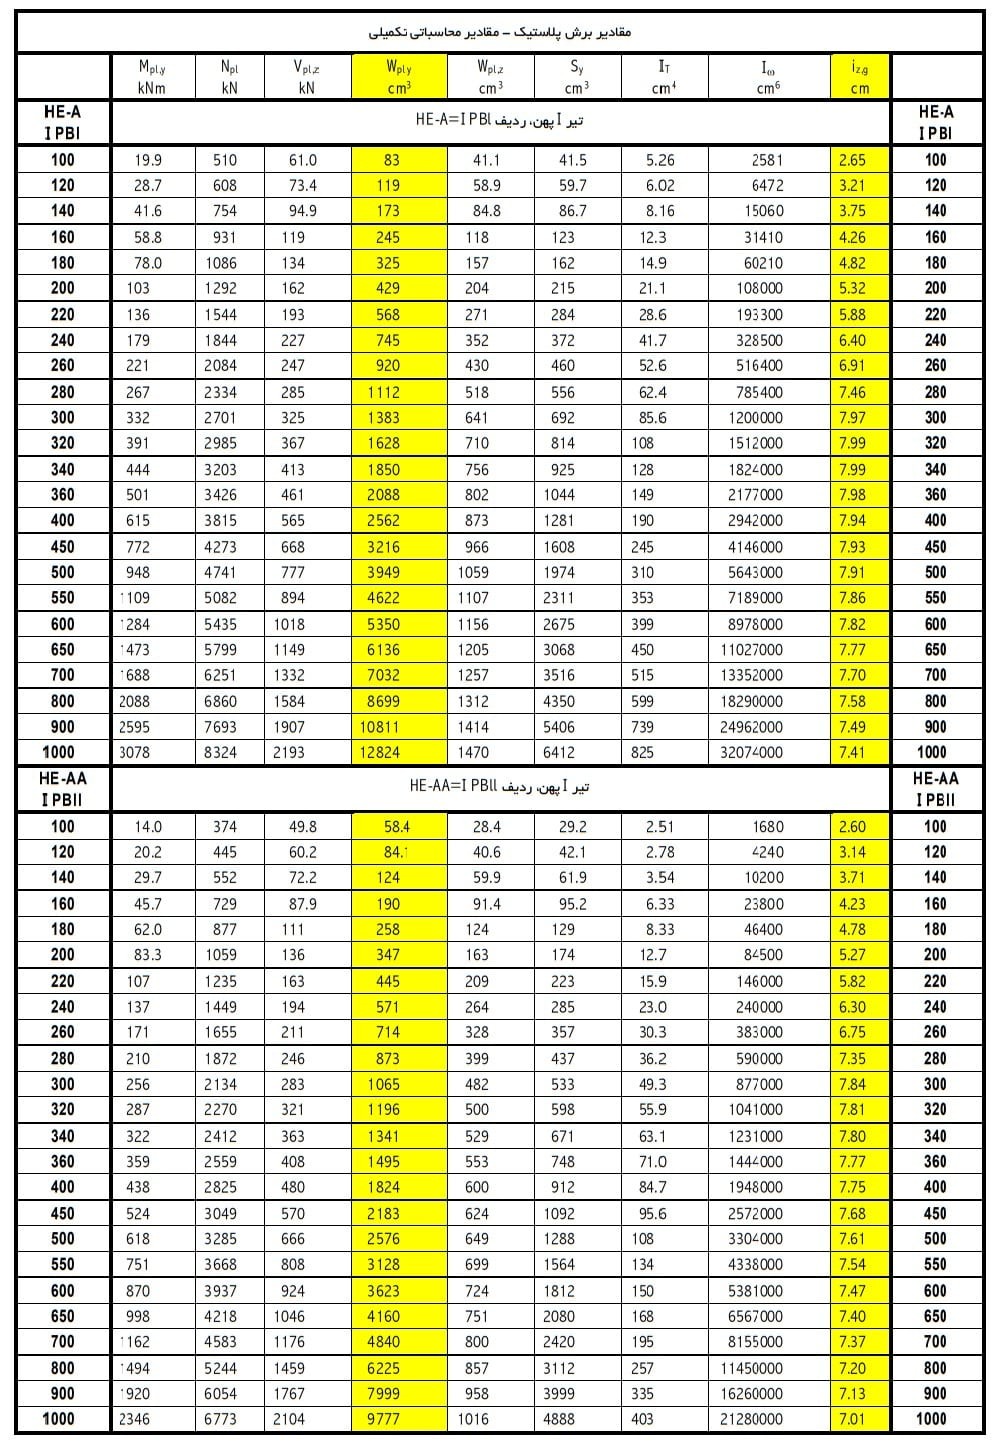 مقادیر برش پلاستیک – مقادیر محاسباتی تکمیلی
Mpl,y Npl Vpl,z Wply Wpl,z Sy IT Iω iz,g
kNm kN kN cm³ cm³ cm³ cm⁴ cm⁶ cm
HE-A تیر I پهن، ردیف HE-A=I PBl HE-A
I PBl I PBl
100 19.9 510 61.0 83 41.1 41.5 5.26 2581 2.65 100
120 28.7 608 73.4 119 58.9 59.7 6.02 6472 3.21 120
140 41.6 754 94.9 173 84.8 86.7 8.16 15060 3.75 140
160 58.8 931 119 245 118 123 12.3 31410 4.26 160
180 78.0 1086 134 325 157 162 14.9 60210 4.82 180
200 103 1292 162 429 204 215 21.1 108000 5.32 200
220 136 1544 193 568 271 284 28.6 193300 5.88 220
240 179 1844 227 745 352 372 41.7 328500 6.40 240
260 221 2084 247 920 430 460 52.6 516400 6.91 260
280 267 2334 285 1112 518 556 62.4 785400 7.46 280
300 332 2701 325 1383 641 692 85.6 1200000 7.97 300
320 391 2985 367 1628 710 814 108 1512000 7.99 320
340 444 3203 413 1850 756 925 128 1824000 7.99 340
360 501 3426 461 2088 802 1044 149 2177000 7.98 360
400 615 3815 565 2562 873 1281 190 2942000 7.94 400
450 772 4273 668 3216 966 1608 245 4146000 7.93 450
500 948 4741 777 3949 1059 1974 310 5643000 7.91 500
550 1109 5082 894 4622 1107 2311 353 7189000 7.86 550
600 1284 5435 1018 5350 1156 2675 399 8978000 7.82 600
650 1473 5799 1149 6136 1205 3068 450 11027000 7.77 650
700 1688 6251 1332 7032 1257 3516 515 13352000 7.70 700
800 2088 6860 1584 8699 1312 4350 599 18290000 7.58 800
900 2595 7693 1907 10811 1414 5406 739 24962000 7.49 900
1000 3078 8324 2193 12824 1470 6412 825 32074000 7.41 1000
HE-AA تیر I پهن، ردیف HE-AA=I PBll HE-AA
I PBll I PBll
100 14.0 374 49.8 58.4 28.4 29.2 2.51 1680 2.60 100
120 20.2 445 60.2 84.1 40.6 42.1 2.78 4240 3.14 120
140 29.7 552 72.2 124 59.9 61.9 3.54 10200 3.71 140
160 45.7 729 87.9 190 91.4 95.2 6.33 23800 4.23 160
180 62.0 877 111 258 124 129 8.33 46400 4.78 180
200 83.3 1059 136 347 163 174 12.7 84500 5.27 200
220 107 1235 163 445 209 223 15.9 146000 5.82 220
240 137 1449 194 571 264 285 23.0 240000 6.30 240
260 171 1655 211 714 328 357 30.3 383000 6.75 260
280 210 1872 246 873 399 437 36.2 590000 7.35 280
300 256 2134 283 1065 482 533 49.3 877000 7.84 300
320 287 2270 321 1196 500 598 55.9 1041000 7.81 320
340 322 2412 363 1341 529 671 63.1 1231000 7.80 340
360 359 2559 408 1495 553 748 71.0 1444000 7.77 360
400 438 2825 480 1824 600 912 84.7 1948000 7.75 400
450 524 3049 570 2183 624 1092 95.6 2572000 7.68 450
500 618 3285 666 2576 649 1288 108 3304000 7.61 500
550 751 3668 808 3128 699 1564 134 4338000 7.54 550
600 870 3937 924 3623 724 1812 150 5381000 7.47 600
650 998 4218 1046 4160 751 2080 168 6567000 7.40 650
700 1162 4583 1176 4840 800 2420 195 8155000 7.37 700
800 1494 5244 1459 6225 857 3112 257 11450000 7.20 800
900 1920 6054 1767 7999 958 3999 335 16260000 7.13 900
1000 2346 6773 2104 9777 1016 4888 403 21280000 7.01 1000